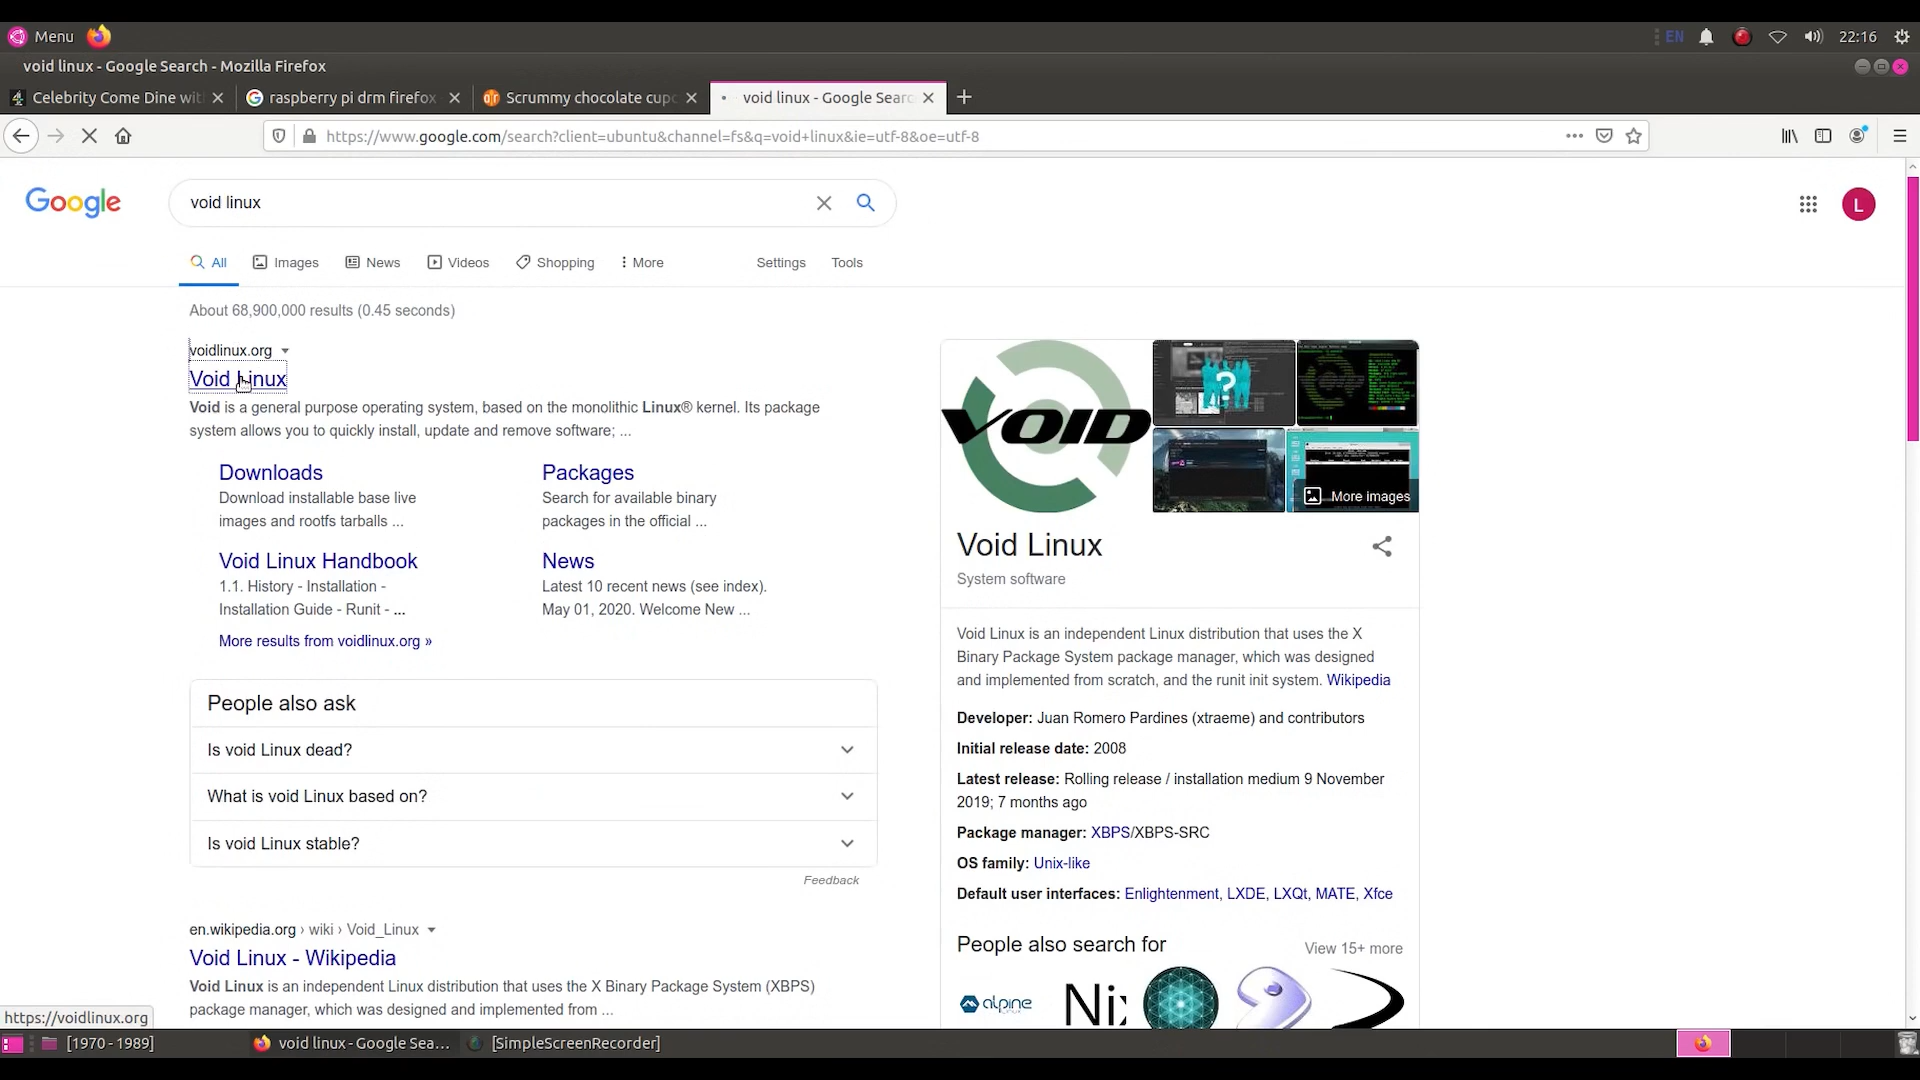 Menu
EN
22:16
void linux - Google Search - Mozilla Firefox
Celebrity Come Dine wit
raspberry pi drm firefox
Scrummy chocolate cupc
void linux - Google Searc
https://www.google.com/search?client=ubuntu&channel=fs&q=void+linux&ie=utf-8&oe=utf-8
Google
void linux
L
All
Images
News
Videos
Shopping
More
Settings
Tools
About 68,900,000 results (0.45 seconds)
voidlinux.org
Void Linux
Void is a general purpose operating system, based on the monolithic Linux® kernel. Its package
system allows you to quickly install, update and remove software; ...
Downloads
Download installable base live
images and rootfs tarballs ...
Packages
Search for available binary
packages in the official ...
Void Linux Handbook
1.1. History - Installation -
Installation Guide - Runit - ...
News
Latest 10 recent news (see index).
May 01, 2020. Welcome New ...
More results from voidlinux.org »
People also ask
Is void Linux dead?
What is void Linux based on?
Is void Linux stable?
Feedback
en.wikipedia.org › wiki › Void_Linux
Void Linux - Wikipedia
Void Linux is an independent Linux distribution that uses the X Binary Package System (XBPS)
package manager, which was designed and implemented from ...
VOID
More images
Void Linux
System software
Void Linux is an independent Linux distribution that uses the X
Binary Package System package manager, which was designed
and implemented from scratch, and the runit init system. Wikipedia
Developer: Juan Romero Pardines (xtraeme) and contributors
Initial release date: 2008
Latest release: Rolling release / installation medium 9 November
2019; 7 months ago
Package manager: XBPS/XBPS-SRC
OS family: Unix-like
Default user interfaces: Enlightenment, LXDE, LXQt, MATE, Xfce
People also search for
View 15+ more
alpine
Ni
https://voidlinux.org
[1970 - 1989]
void linux - Google Sea...
[SimpleScreenRecorder]